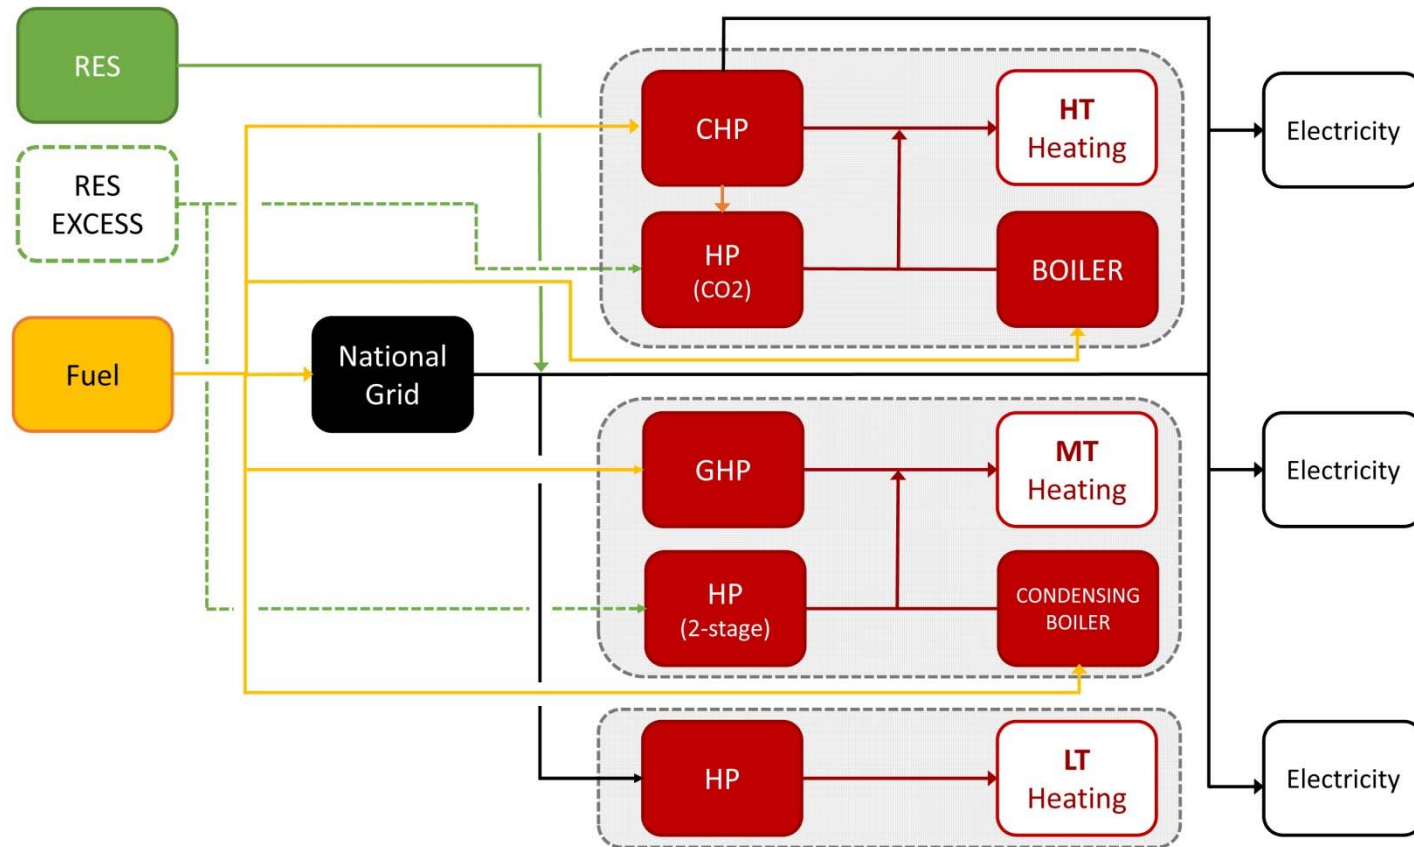 RES
RES
EXCESS
Fuel
National
Grid
CHP
HT
Heating
HP
(CO2)
BOILER
GHP
MT
Heating
HP
(2-stage)
CONDENSING
BOILER
HP
LT
Heating
Electricity
Electricity
Electricity